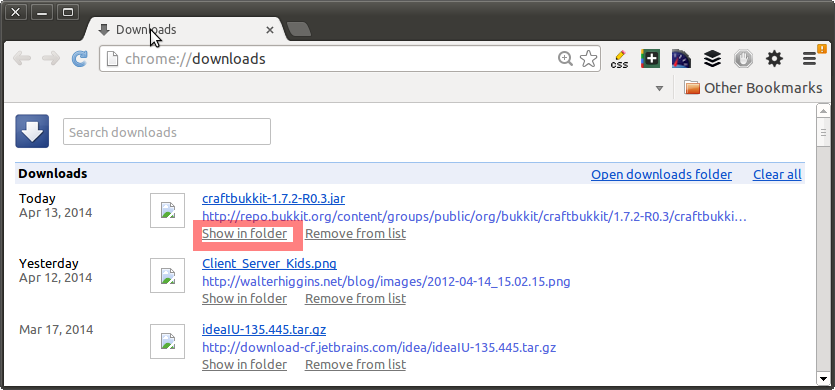 Downloads
chrome://downloads
css
Other Bookmarks
Search downloads
Downloads Open downloads folder Clear all
Today craftbukkit-1.7.2-R0.3.jar
Apr 13, 2014 http://repo.bukkit.org/content/groups/public/org/bukkit/craftbukkit/1.7.2-R0.3/craftbukki...
Show in folder Remove from list
Yesterday Client_Server_Kids.png
Apr 12, 2014 http://walterhiggins.net/blog/images/2012-04-14_15.02.15.png
Show in folder Remove from list
Mar 17, 2014 ideaIU-135.445.tar.gz
http://download-cf.jetbrains.com/idea/ideaIU-135.445.tar.gz
Show in folder Remove from list